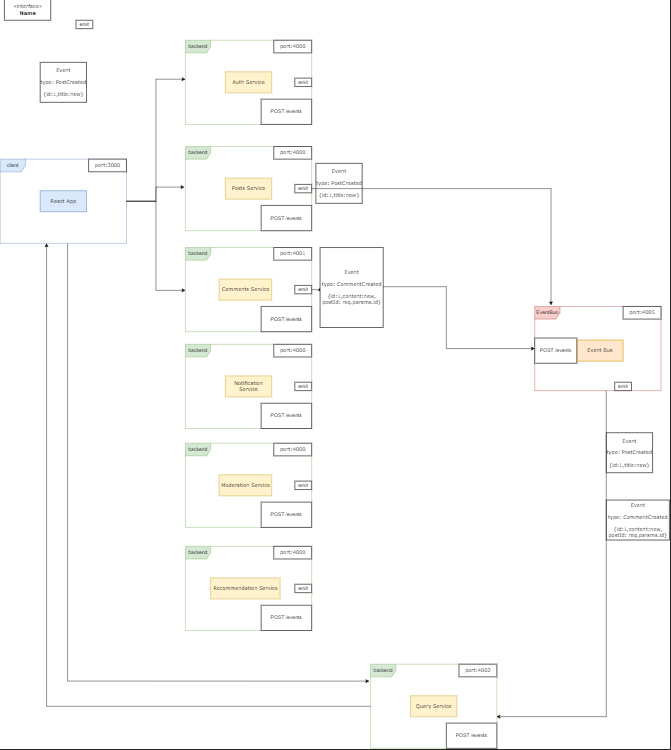 <interface>
Name
emit
Event
type: PostCreated
{id:1,title:new}
backend
port:4000
Auth Service
emit
POST /events
client
port:3000
React App
backend
port:4000
Posts Service
emit
POST /events
Event
type: PostCreated
{id:1,title:new}
backend
port:4001
Comments Service
emit
POST /events
Event
type: CommentCreated
{id:1,content:new,
postId: req.params.id}
EventBus
port:4005
POST /events
Event Bus
emit
backend
port:4000
Notification
Service
emit
POST /events
Event
type: PostCreated
{id:1,title:new}
backend
port:4000
Moderation Service
emit
POST /events
Event
type: CommentCreated
{id:1,content:new,
postId: req.params.id}
backend
port:4000
Recommendation Service
emit
POST /events
backend
port:4002
Query Service
POST /events